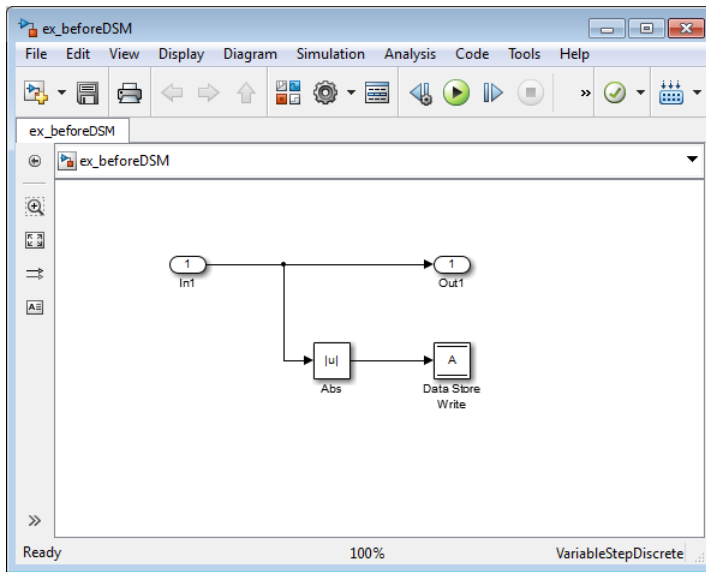 ex_beforeDSM
File Edit View Display Diagram Simulation Analysis Code Tools Help
»
ex_beforeDSM
ex_beforeDSM
1
In1
1
Out1
|u|
Abs
A
Data Store
Write
»
Ready 100% VariableStepDiscrete